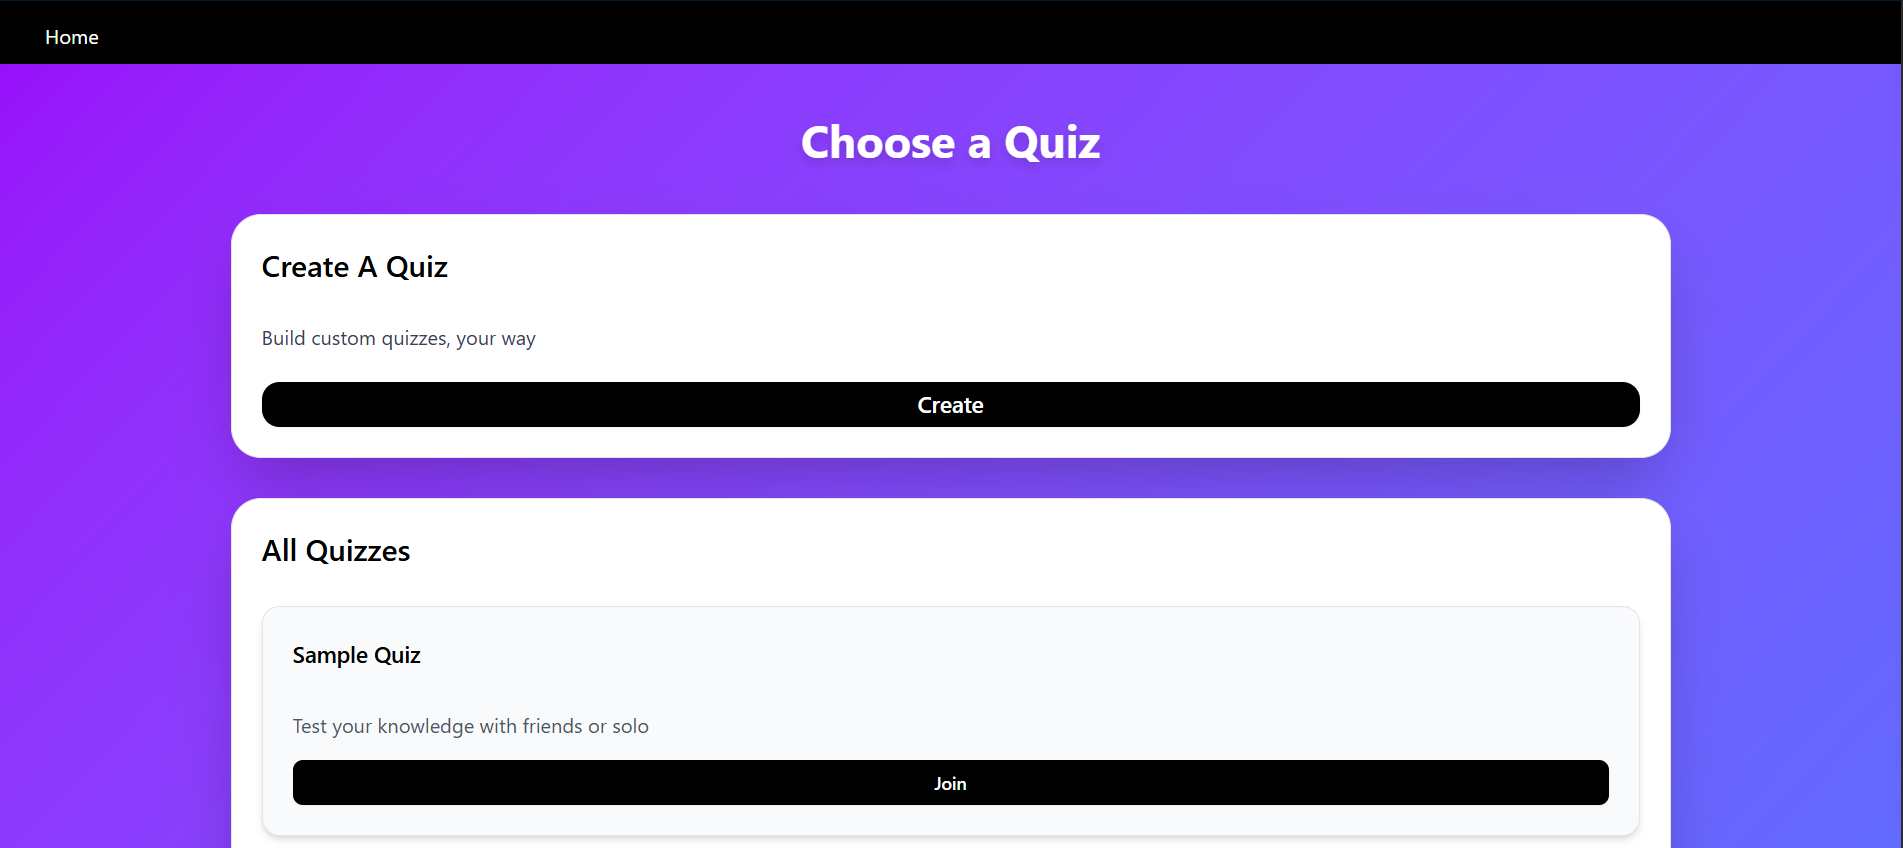 Home
Choose a Quiz
Create A Quiz
Build custom quizzes, your way
Create
All Quizzes
Sample Quiz
Test your knowledge with friends or solo
Join